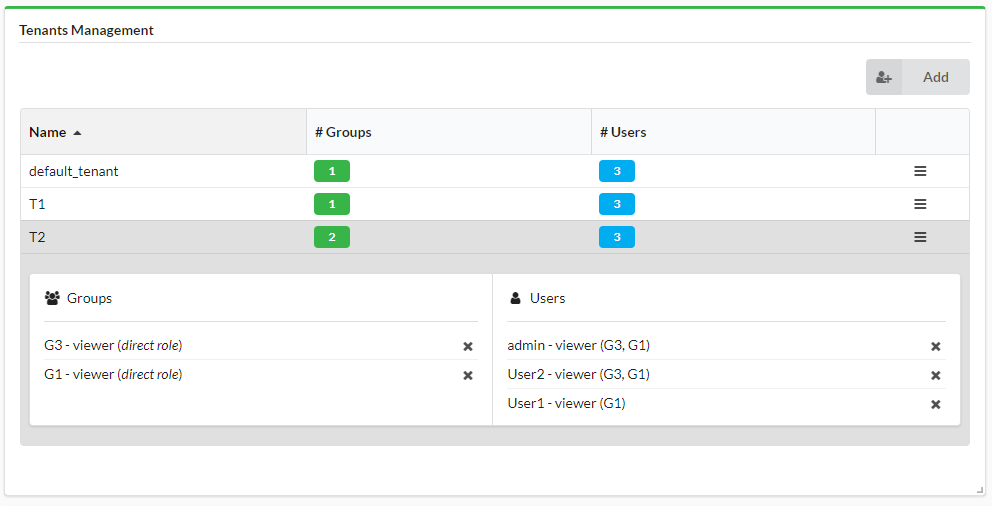 Tenants Management
Add
Name # Groups # Users
default_tenant 1 3
T1 1 3
T2 2 3
Groups
G3 - viewer (direct role)
G1 - viewer (direct role)
Users
admin - viewer (G3, G1)
User2 - viewer (G3, G1)
User1 - viewer (G1)